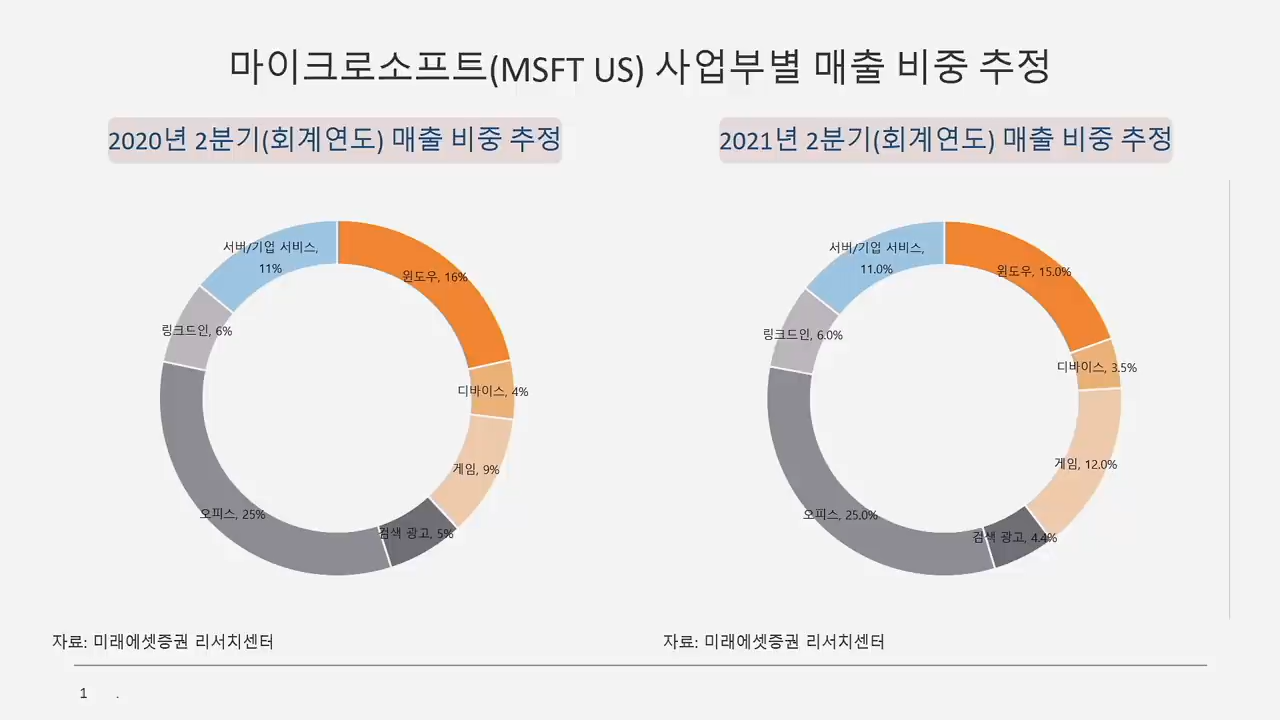 마이크로소프트(MSFT US) 사업부별 매출 비중 추정
2020년 2분기(회계연도) 매출 비중 추정
서버/기업 서비스,
11%
윈도우, 16%
링크드인, 6%
디바이스, 4%
게임, 9%
오피스, 25%
검색 광고, 5%
자료: 미래에셋증권 리서치센터
2021년 2분기(회계연도) 매출 비중 추정
서버/기업 서비스,
11.0%
윈도우, 15.0%
링크드인, 6.0%
디바이스, 3.5%
게임, 12.0%
오피스, 25.0%
검색 광고, 4.4%
자료: 미래에셋증권 리서치센터
1 .